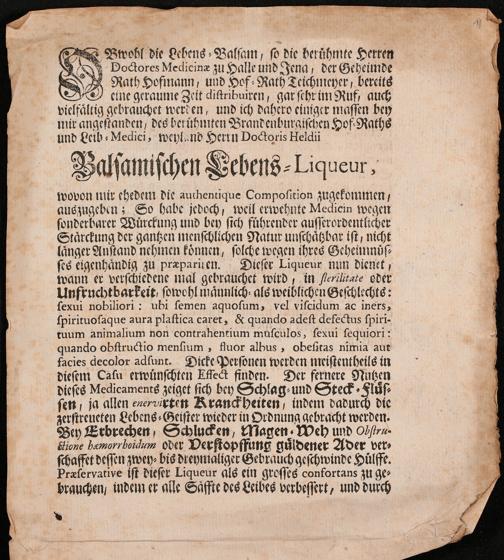 OBwohl die Lebens-Balsam, so die berühmte Herren
Doctores Medicinæ zu Halle und Jena, der Geheimde
Rath Hofmann, und Hof-Rath Teichmeyer, bereits
eine geraume Zeit distribuiren, gar sehr im Ruf, auch
vielfältig gebrauchet werden, und ich dahero einiger massen bey
mir angestanden, des berühmten Brandenburgischen Hof-Raths
und Leib-Medici, weyland Herrn Doctoris Heldii
Balsamischen Lebens-Liqueur,
wovon mir ehedem die authentique Composition zugekommen,
auszugeben; So habe jedoch, weil erwehnte Medicin wegen
sonderbarer Würckung und bey sich führender ausserordentlicher
Stärckung der gantzen menschlichen Natur unschätzbar ist, nicht
länger Anstand nehmen können, solche wegen ihres Geheimnüs-
ses eigenhändig zu præpariren. Dieser Liqueur nun dienet,
wann er verschiedene mal gebrauchet wird, in sterilitate oder
Unfruchtbarkeit, sowohl männlich- als weiblichen Geschlechts:
sexui nobiliori: ubi semen aquosum, vel viscidum ac iners,
spirituosaque aura plastica caret, & quando adest defectus spiri-
tuum animalium non contrahentium musculos, sexui sequiori:
quando obstructio mensium, fluor albus, obesitas nimia aut
facies decolor adsunt. Dicke Personen werden meistentheils in
diesem Casu erwünschten Effect finden. Der fernere Nutzen
dieses Medicaments zeiget sich bey Schlag- und Steck-Flüs-
sen, ja allen enervirten Kranckheiten, indem dadurch die
zerstreueten Lebens-Geister wieder in Ordnung gebracht werden.
Bey Erbrechen, Schlucken, Magen-Weh und Obstru-
ctione hæmorrhoidum oder Verstopffung güldener Ader ver-
schaffet dessen zwey- bis dreymaliger Gebrauch geschwinde Hülffe.
Præservative ist dieser Liqueur als ein grosses confortans zu ge-
brauchen, indem er alle Säffte des Leibes verbessert, und durch